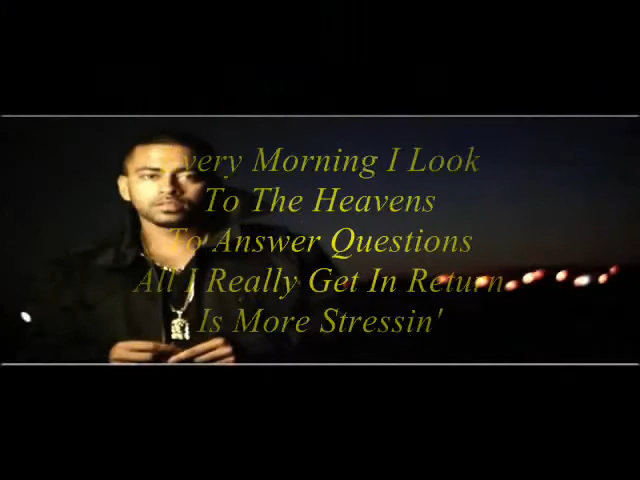 very Morning I Look
To The Heavens
To Answer Questions
All I Really Get In Return
Is More Stressin'